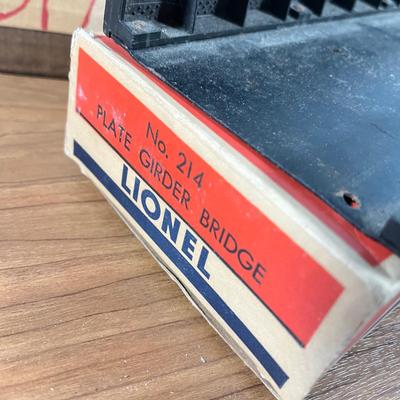 No. 214
PLATE GIRDER BRIDGE
LIONEL